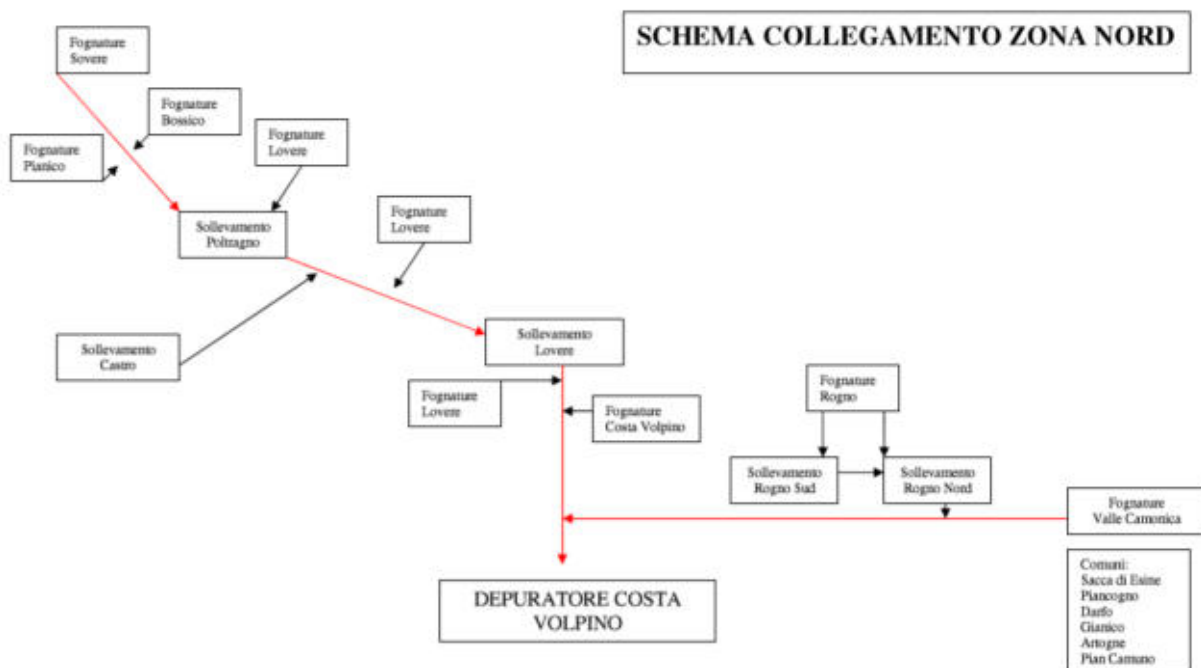 SCHEMA COLLEGAMENTO ZONA NORD
Fognature
Sovere
Fognature
Bossico
Fognature
Pianico
Fognature
Lovere
Sollevamento
Poltragno
Fognature
Lovere
Sollevamento
Castro
Sollevamento
Lovere
Fognature
Lovere
Fognature
Costa Volpino
Fognature
Rogno
Sollevamento
Rogno Sud
Sollevamento
Rogno Nord
Fognature
Valle Camonica
DEPURATORE COSTA
VOLPINO
Comuni:
Sacca di Esine
Piancogno
Darfo
Gianico
Artogne
Pian Camuno